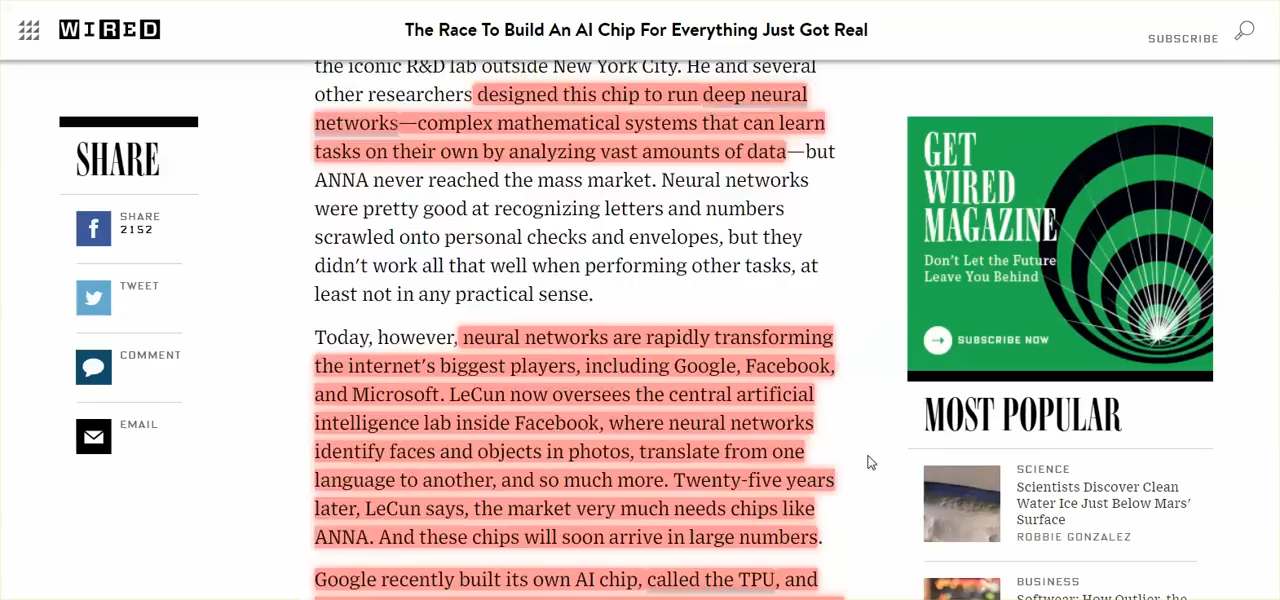 WIRED
The Race To Build An AI Chip For Everything Just Got Real
SUBSCRIBE
SHARE
SHARE
2152
TWEET
COMMENT
EMAIL
the iconic R&D lab outside New York City. He and several
other researchers designed this chip to run deep neural
networks—complex mathematical systems that can learn
tasks on their own by analyzing vast amounts of data—but
ANNA never reached the mass market. Neural networks
were pretty good at recognizing letters and numbers
scrawled onto personal checks and envelopes, but they
didn't work all that well when performing other tasks, at
least not in any practical sense.
Today, however, neural networks are rapidly transforming
the internet's biggest players, including Google, Facebook,
and Microsoft. LeCun now oversees the central artificial
intelligence lab inside Facebook, where neural networks
identify faces and objects in photos, translate from one
language to another, and so much more. Twenty-five years
later, LeCun says, the market very much needs chips like
ANNA. And these chips will soon arrive in large numbers.
Google recently built its own AI chip, called the TPU, and
GET
WIRED
MAGAZINE
Don't Let the Future
Leave You Behind
SUBSCRIBE NOW
MOST POPULAR
SCIENCE
Scientists Discover Clean
Water Ice Just Below Mars'
Surface
ROBBIE GONZALEZ
BUSINESS
Softwear: How Outlier, the